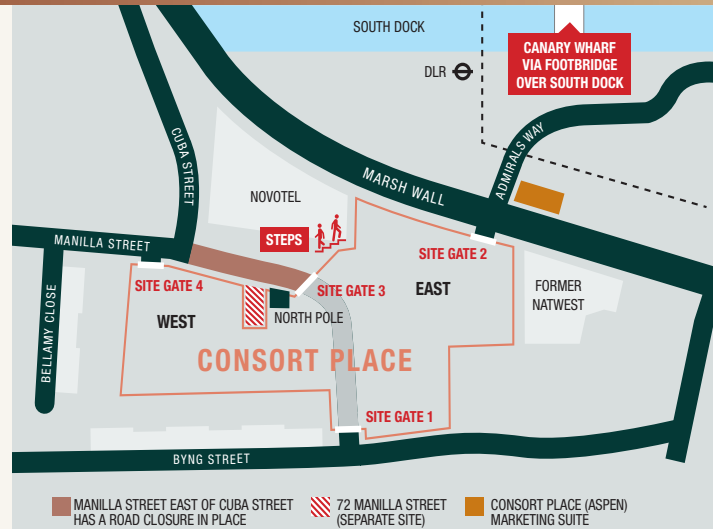 SOUTH DOCK
CANARY WHARF
VIA FOOTBRIDGE
OVER SOUTH DOCK
DLR
CUBA STREET
ADMIRALS WAY
MARSH WALL
NOVOTEL
STEPS
MANILLA STREET
SITE GATE 2
SITE GATE 4
SITE GATE 3
EAST
FORMER
NATWEST
BELLAMY CLOSE
WEST
NORTH POLE
CONSORT PLACE
SITE GATE 1
BYNG STREET
MANILLA STREET EAST OF CUBA STREET
HAS A ROAD CLOSURE IN PLACE
72 MANILLA STREET
(SEPARATE SITE)
CONSORT PLACE (ASPEN)
MARKETING SUITE